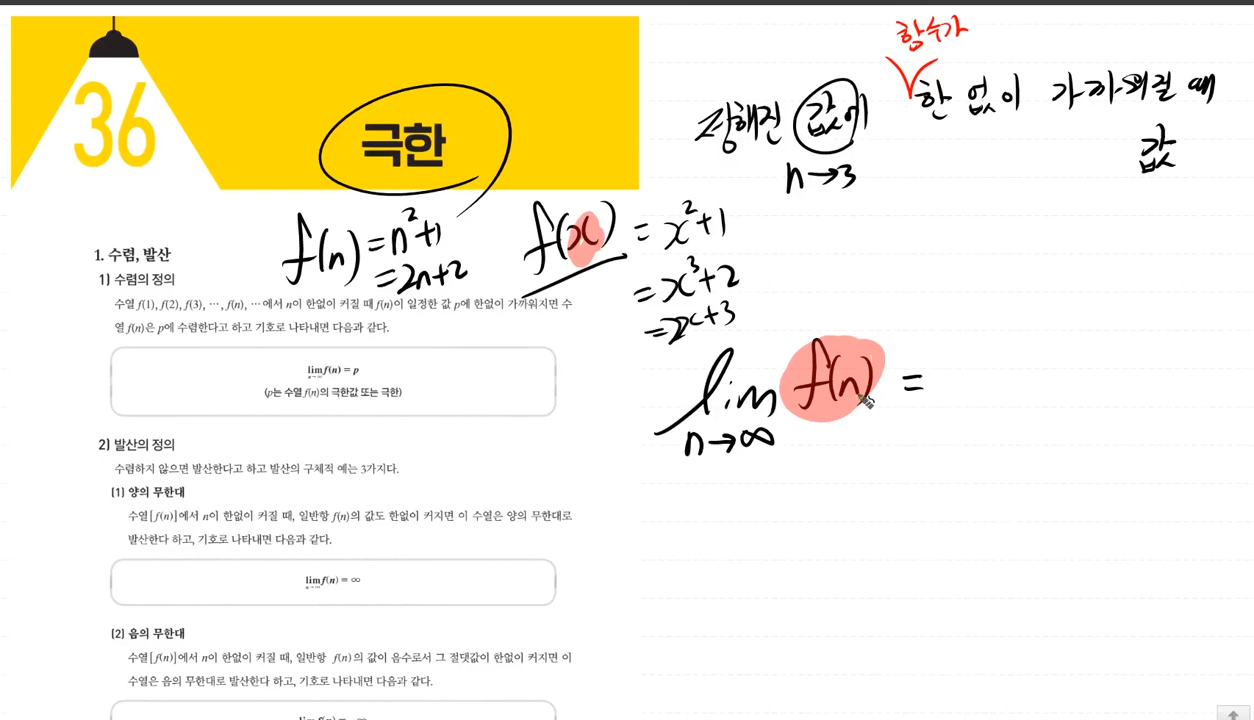 36
극한
1. 수렴, 발산
1) 수렴의 정의
수열 f(1), f(2), f(3), ⋯, f(n), ⋯에서 n이 한없이 커질 때 f(n)이 일정한 값 p에 한없이 가까워지면 수
열 f(n)은 p에 수렴한다고 하고 기호로 나타내면 다음과 같다.
lim f(n) = p
n→∞
(p는 수열 f(n)의 극한값 또는 극한)
2) 발산의 정의
수렴하지 않으면 발산한다고 하고 발산의 구체적 예는 3가지다.
(1) 양의 무한대
수열[f(n)]에서 n이 한없이 커질 때, 일반항 f(n)의 값도 한없이 커지면 이 수열은 양의 무한대로
발산한다 하고, 기호로 나타내면 다음과 같다.
lim f(n) = ∞
n→∞
(2) 음의 무한대
수열[f(n)]에서 n이 한없이 커질 때, 일반항 f(n)의 값이 음수로서 그 절댓값이 한없이 커지면 이
수열은 음의 무한대로 발산한다 하고, 기호로 나타내면 다음과 같다.
함수가
정해진 값에 한 없이 가까워질 때
값
n→3
f(n) = n²+1
= 2n+2
f(x) = x²+1
= x³+2
= 2x+3
lim f(n) =
n→∞